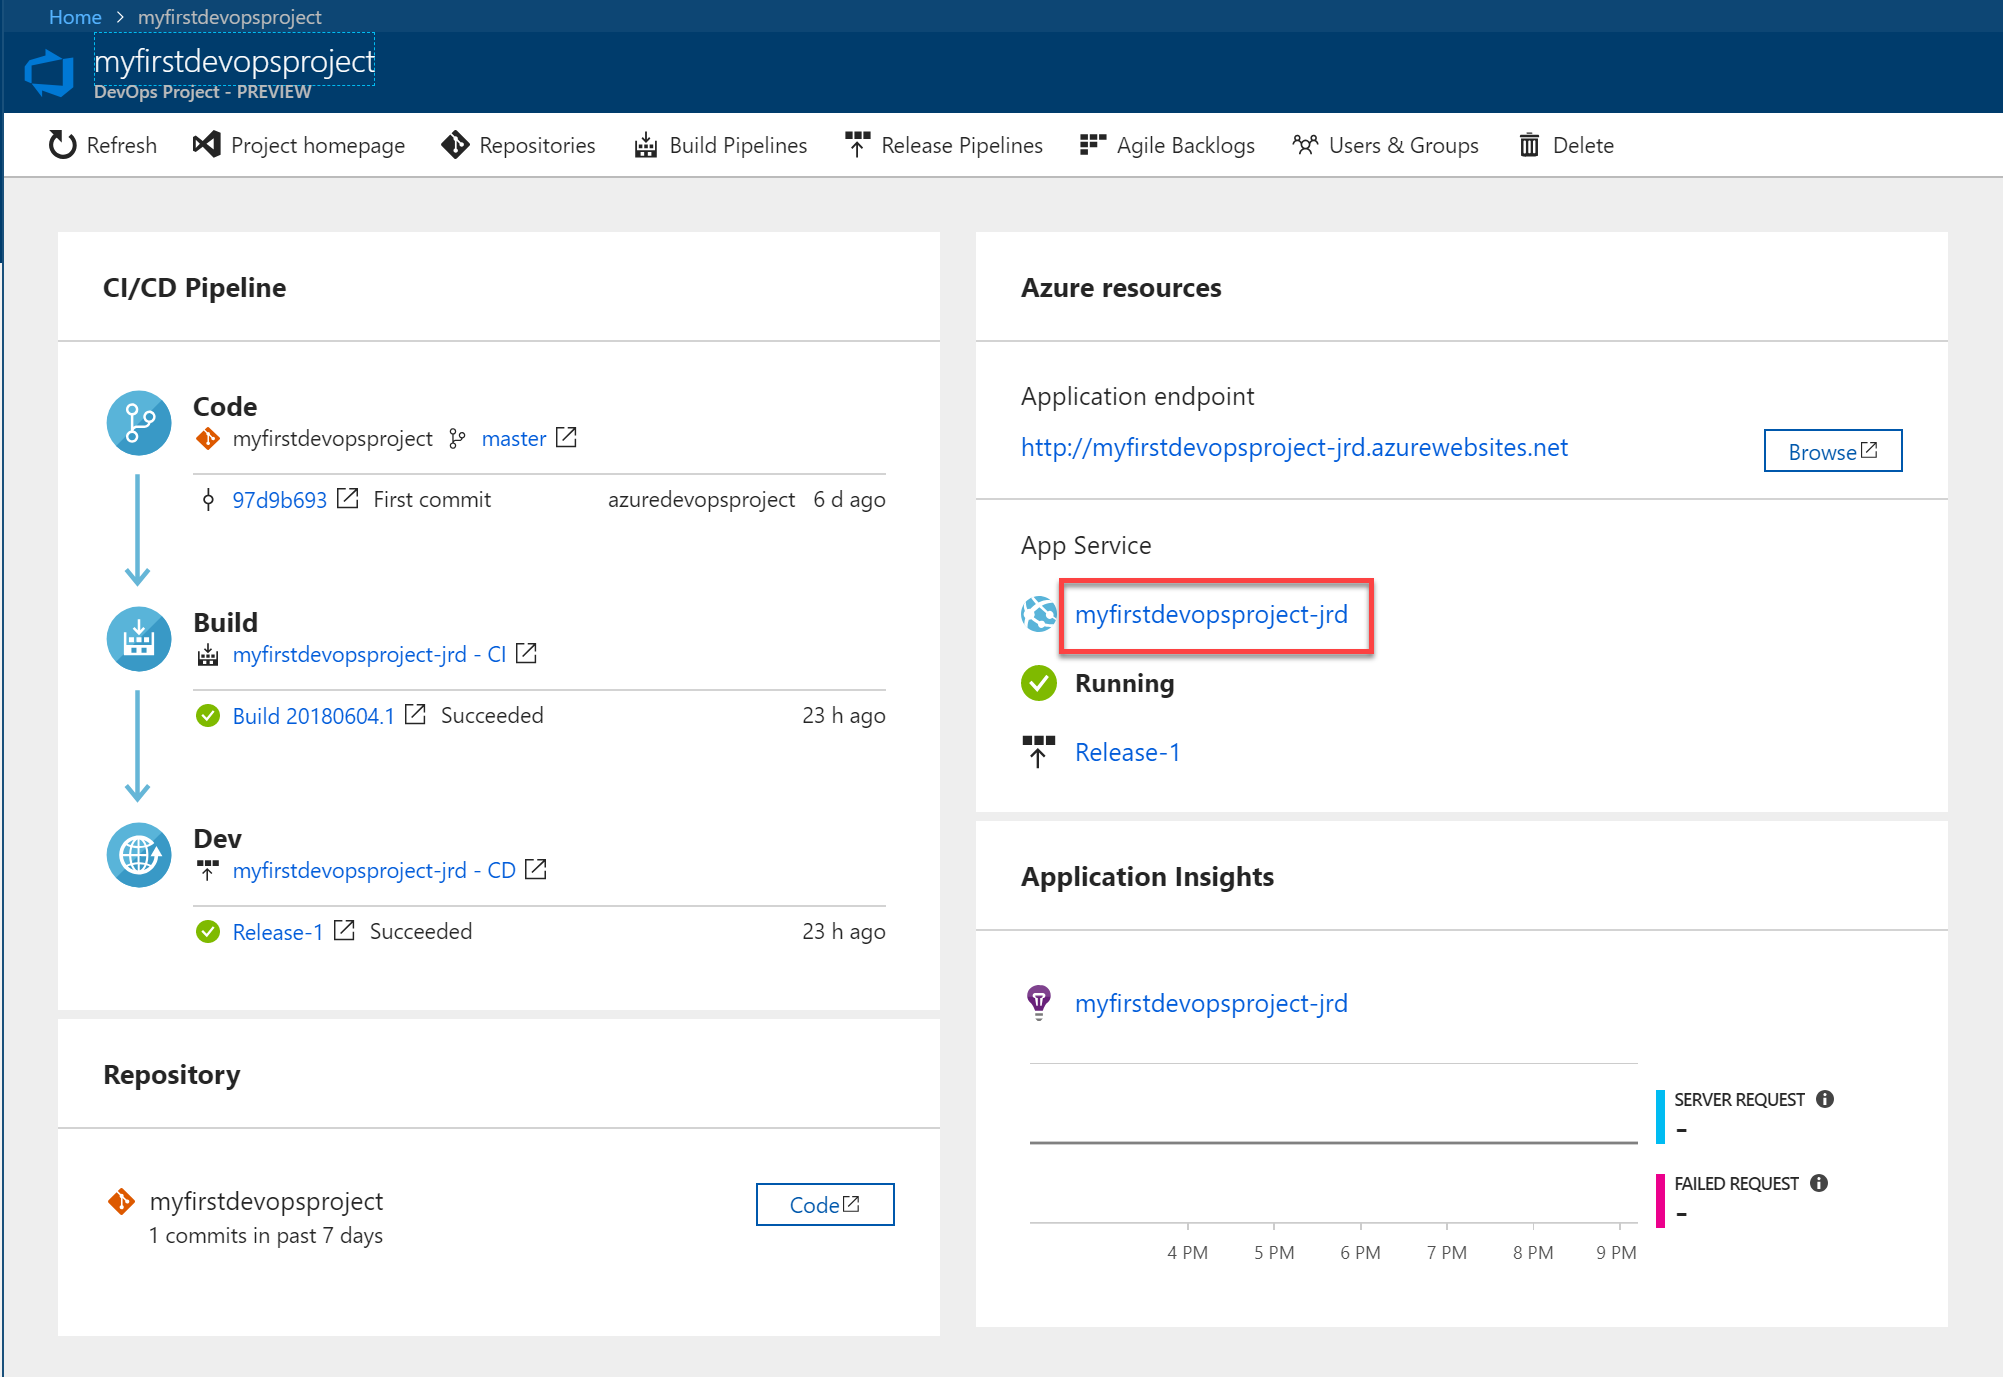 Home > myfirstdevopsproject
myfirstdevopsproject
DevOps Project - PREVIEW
Refresh Project homepage Repositories Build Pipelines Release Pipelines Agile Backlogs Users & Groups Delete
CI/CD Pipeline
Code
myfirstdevopsproject master
97d9b693 First commit azuredevopsproject 6 d ago
Build
myfirstdevopsproject-jrd - CI
Build 20180604.1 Succeeded 23 h ago
Dev
myfirstdevopsproject-jrd - CD
Release-1 Succeeded 23 h ago
Repository
myfirstdevopsproject
1 commits in past 7 days
Code
Azure resources
Application endpoint
http://myfirstdevopsproject-jrd.azurewebsites.net
Browse
App Service
myfirstdevopsproject-jrd
Running
Release-1
Application Insights
myfirstdevopsproject-jrd
SERVER REQUEST
--
FAILED REQUEST
--
4 PM 5 PM 6 PM 7 PM 8 PM 9 PM